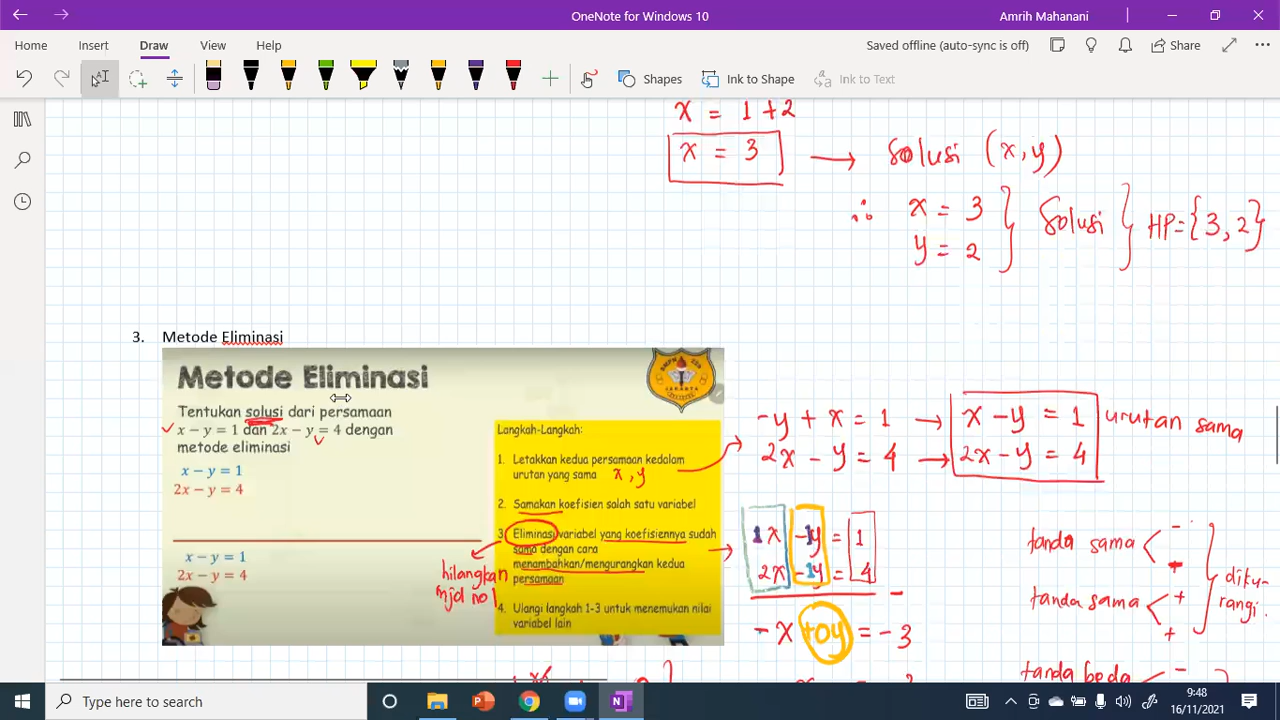 OneNote for Windows 10
Amrih Mahanani
Home Insert Draw View Help
Saved offline (auto-sync is off)
Share
Shapes
Ink to Shape
Ink to Text
x = 1 + 2
x = 3 → Solusi (x, y)
∴ x = 3
y = 2
} Solusi } HP = {3, 2}
3. Metode Eliminasi
Metode Eliminasi
SMPN
JAKARTA
Tentukan solusi dari persamaan
x − y = 1 dan 2x − y = 4 dengan
metode eliminasi
x − y = 1
2x − y = 4
x − y = 1
2x − y = 4
Langkah-Langkah:
1. Letakkan kedua persamaan kedalam
urutan yang sama x, y
2. Samakan koefisien salah satu variabel
3. Eliminasi variabel yang koefisiennya sudah
sama dengan cara
menambahkan/mengurangkan kedua
persamaan
4. Ulangi langkah 1-3 untuk menemukan nilai
variabel lain
hilangkan
mjd nol
-y + x = 1 → x - y = 1 urutan sama
2x - y = 4 → 2x - y = 4
1x -1y = 1
2x -1y = 4
-
-x +0y = -3
tanda sama < -
-
tanda sama < +
+
} diku-
rangi
tanda beda < -
Type here to search
9:48
16/11/2021